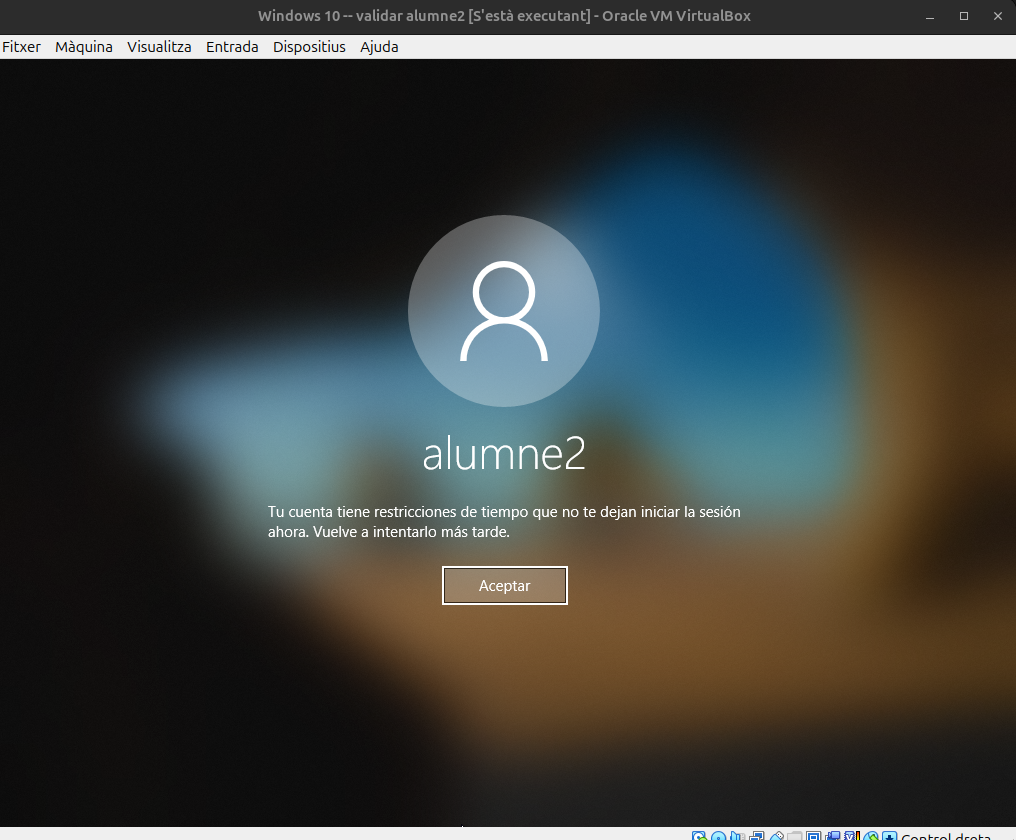 Windows 10 -- validar alumne2 [S'està executant] - Oracle VM VirtualBox
Fitxer Màquina Visualitza Entrada Dispositius Ajuda
alumne2
Tu cuenta tiene restricciones de tiempo que no te dejan iniciar la sesión
ahora. Vuelve a intentarlo más tarde.
Aceptar
Control dreta